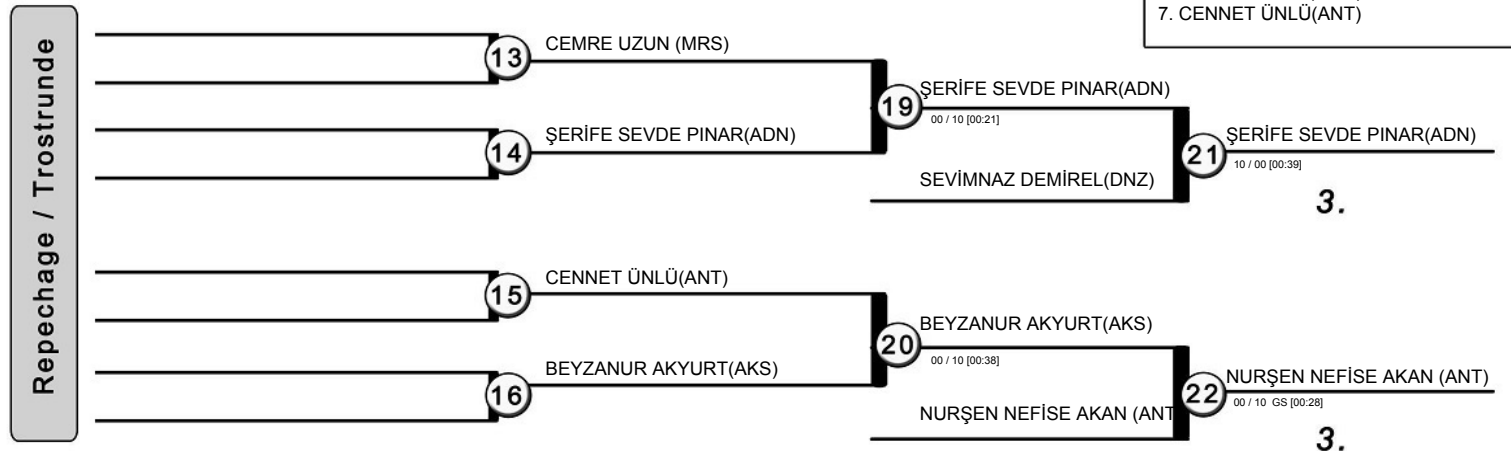 7. CENNET ÜNLÜ(ANT)
Repechage / Trostrunde
13
CEMRE UZUN (MRS)
19
ŞERİFE SEVDE PINAR(ADN)
00 / 10 [00:21]
14
ŞERİFE SEVDE PINAR(ADN)
21
ŞERİFE SEVDE PINAR(ADN)
10 / 00 [00:39]
SEVİMNAZ DEMİREL(DNZ)
3.
15
CENNET ÜNLÜ(ANT)
20
BEYZANUR AKYURT(AKS)
00 / 10 [00:38]
16
BEYZANUR AKYURT(AKS)
22
NURŞEN NEFİSE AKAN (ANT)
00 / 10 GS [00:28]
NURŞEN NEFİSE AKAN (ANT
3.